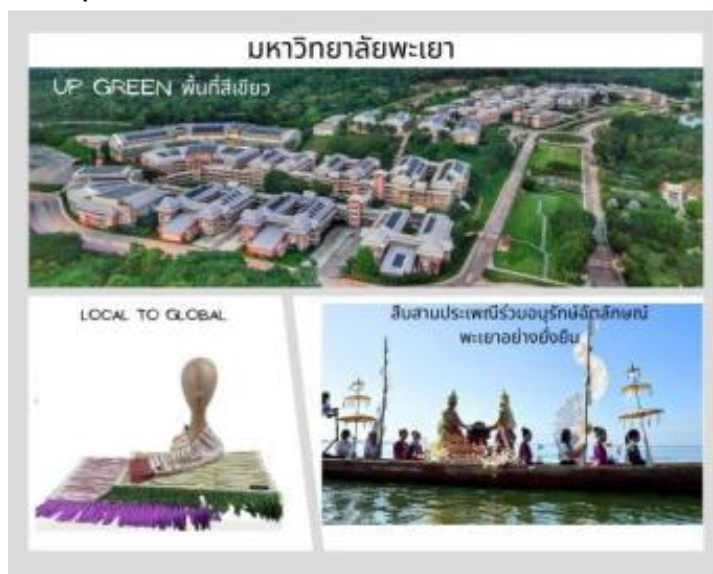 มหาวิทยาลัยพะเยา
UP GREEN พื้นที่สีเขียว
LOCAL TO GLOBAL
สืบสานประเพณีร่วมอนุรักษ์อัตลักษณ์
พะเยาอย่างยั่งยืน